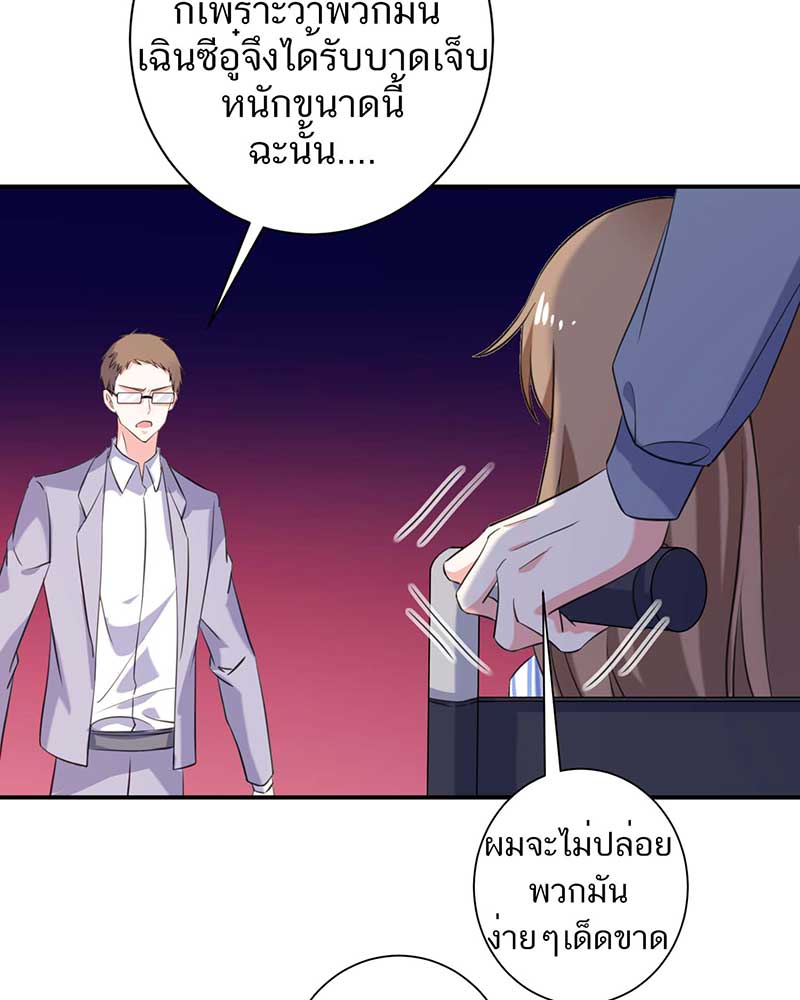 ก็เพราะว่าพวกมัน
เฉินซีอู๋จึงได้รับบาดเจ็บ
หนักขนาดนี้
ฉะนั้น....
ผมจะไม่ปล่อย
พวกมัน
ง่ายๆเด็ดขาด